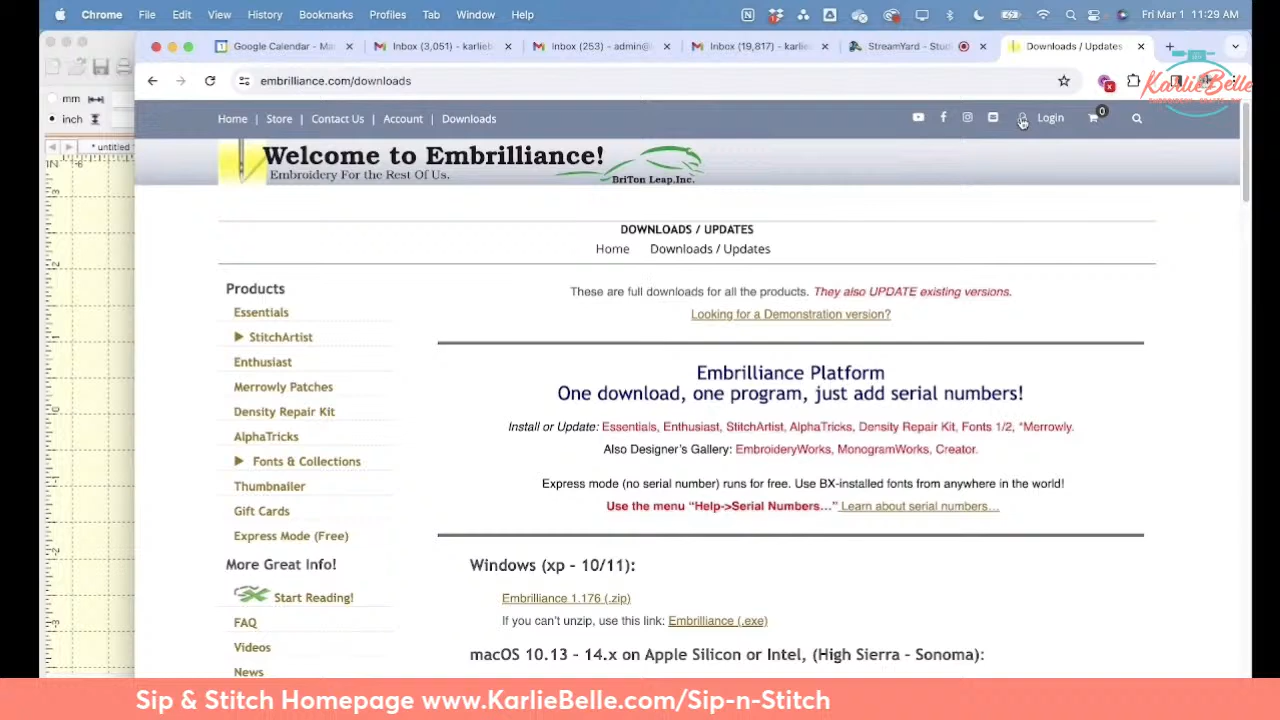 Chrome File Edit View History Bookmarks Profiles Tab Window Help Fri Mar 1 11:29 AM
Google Calendar - Ma
Inbox (3,051) - karlieb
Inbox (253) - admin@
Inbox (19,817) - karlie
StreamYard - Stud
Downloads / Updates
embrilliance.com/downloads
KarlieBelle
mm
inch
* untitled
Home | Store | Contact Us | Account | Downloads
Login
0
Welcome to Embrilliance!
Embroidery For the Rest Of Us.
BriTon Leap.Inc.
DOWNLOADS / UPDATES
Home Downloads / Updates
Products
Essentials
StitchArtist
Enthusiast
Merrowly Patches
Density Repair Kit
AlphaTricks
Fonts & Collections
Thumbnailer
Gift Cards
Express Mode (Free)
More Great Info!
Start Reading!
FAQ
Videos
News
These are full downloads for all the products. They also UPDATE existing versions.
Looking for a Demonstration version?
Embrilliance Platform
One download, one program, just add serial numbers!
Install or Update: Essentials, Enthusiast, StitchArtist, AlphaTricks, Density Repair Kit, Fonts 1/2, *Merrowly.
Also Designer's Gallery: EmbroideryWorks, MonogramWorks, Creator.
Express mode (no serial number) runs for free. Use BX-installed fonts from anywhere in the world!
Use the menu “Help->Serial Numbers…” Learn about serial numbers…
Windows (xp - 10/11):
Embrilliance 1.176 (.zip)
If you can't unzip, use this link: Embrilliance (.exe)
macOS 10.13 - 14.x on Apple Silicon or Intel, (High Sierra - Sonoma):
Sip & Stitch Homepage www.KarlieBelle.com/Sip-n-Stitch